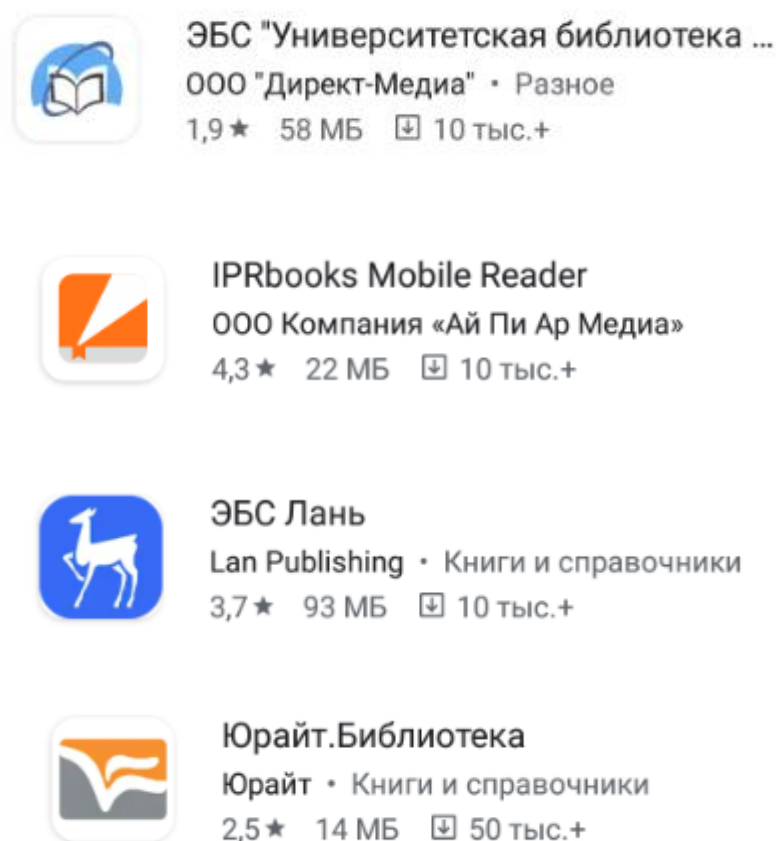 ЭБС "Университетская библиотека ...
ООО "Директ-Медиа" • Разное
1,9 ★ 58 МБ 10 тыс.+
IPRbooks Mobile Reader
ООО Компания «Ай Пи Ар Медиа»
4,3 ★ 22 МБ 10 тыс.+
ЭБС Лань
Lan Publishing • Книги и справочники
3,7 ★ 93 МБ 10 тыс.+
Юрайт.Библиотека
Юрайт • Книги и справочники
2,5 ★ 14 МБ 50 тыс.+